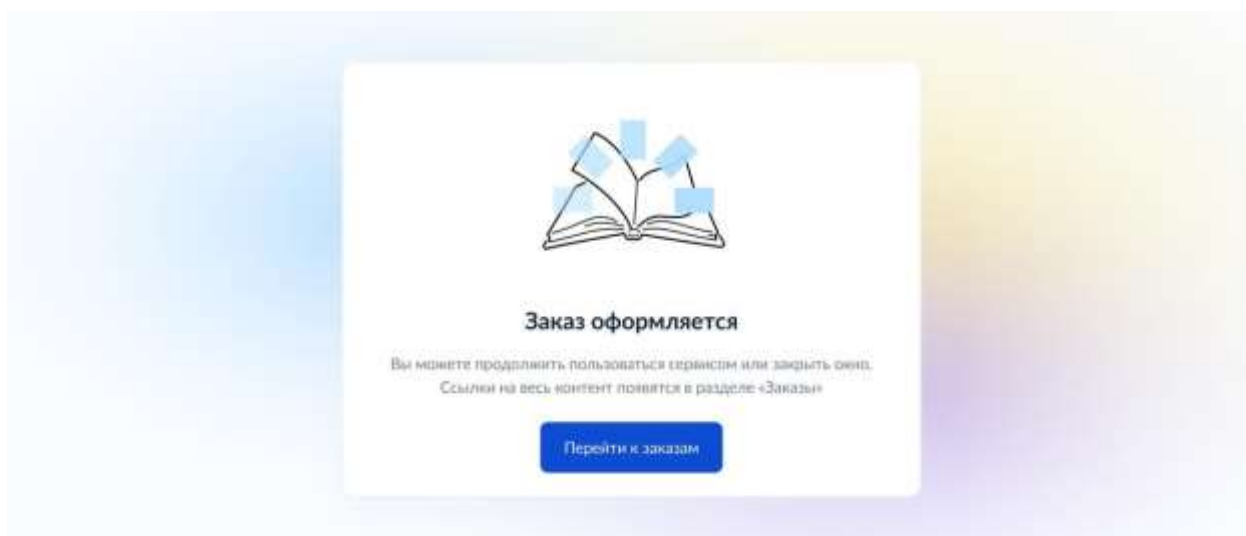 Заказ оформляется
Вы можете продолжить пользоваться сервисом или закрыть окно.
Ссылки на весь контент появятся в разделе «Заказы»
Перейти к заказам